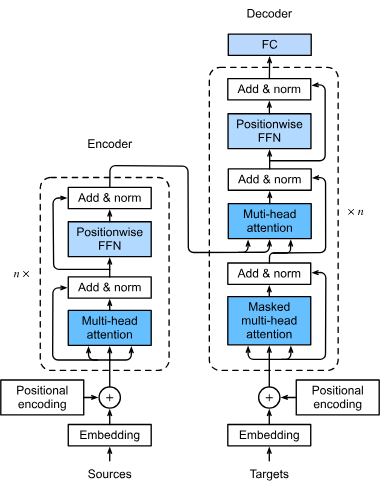 Decoder
FC
Add & norm
Positionwise
FFN
Add & norm
Muti-head
attention
Add & norm
Masked
multi-head
attention
× n
Positional
encoding
+
Embedding
Targets
Encoder
Add & norm
Positionwise
FFN
Add & norm
Multi-head
attention
n ×
Positional
encoding
+
Embedding
Sources